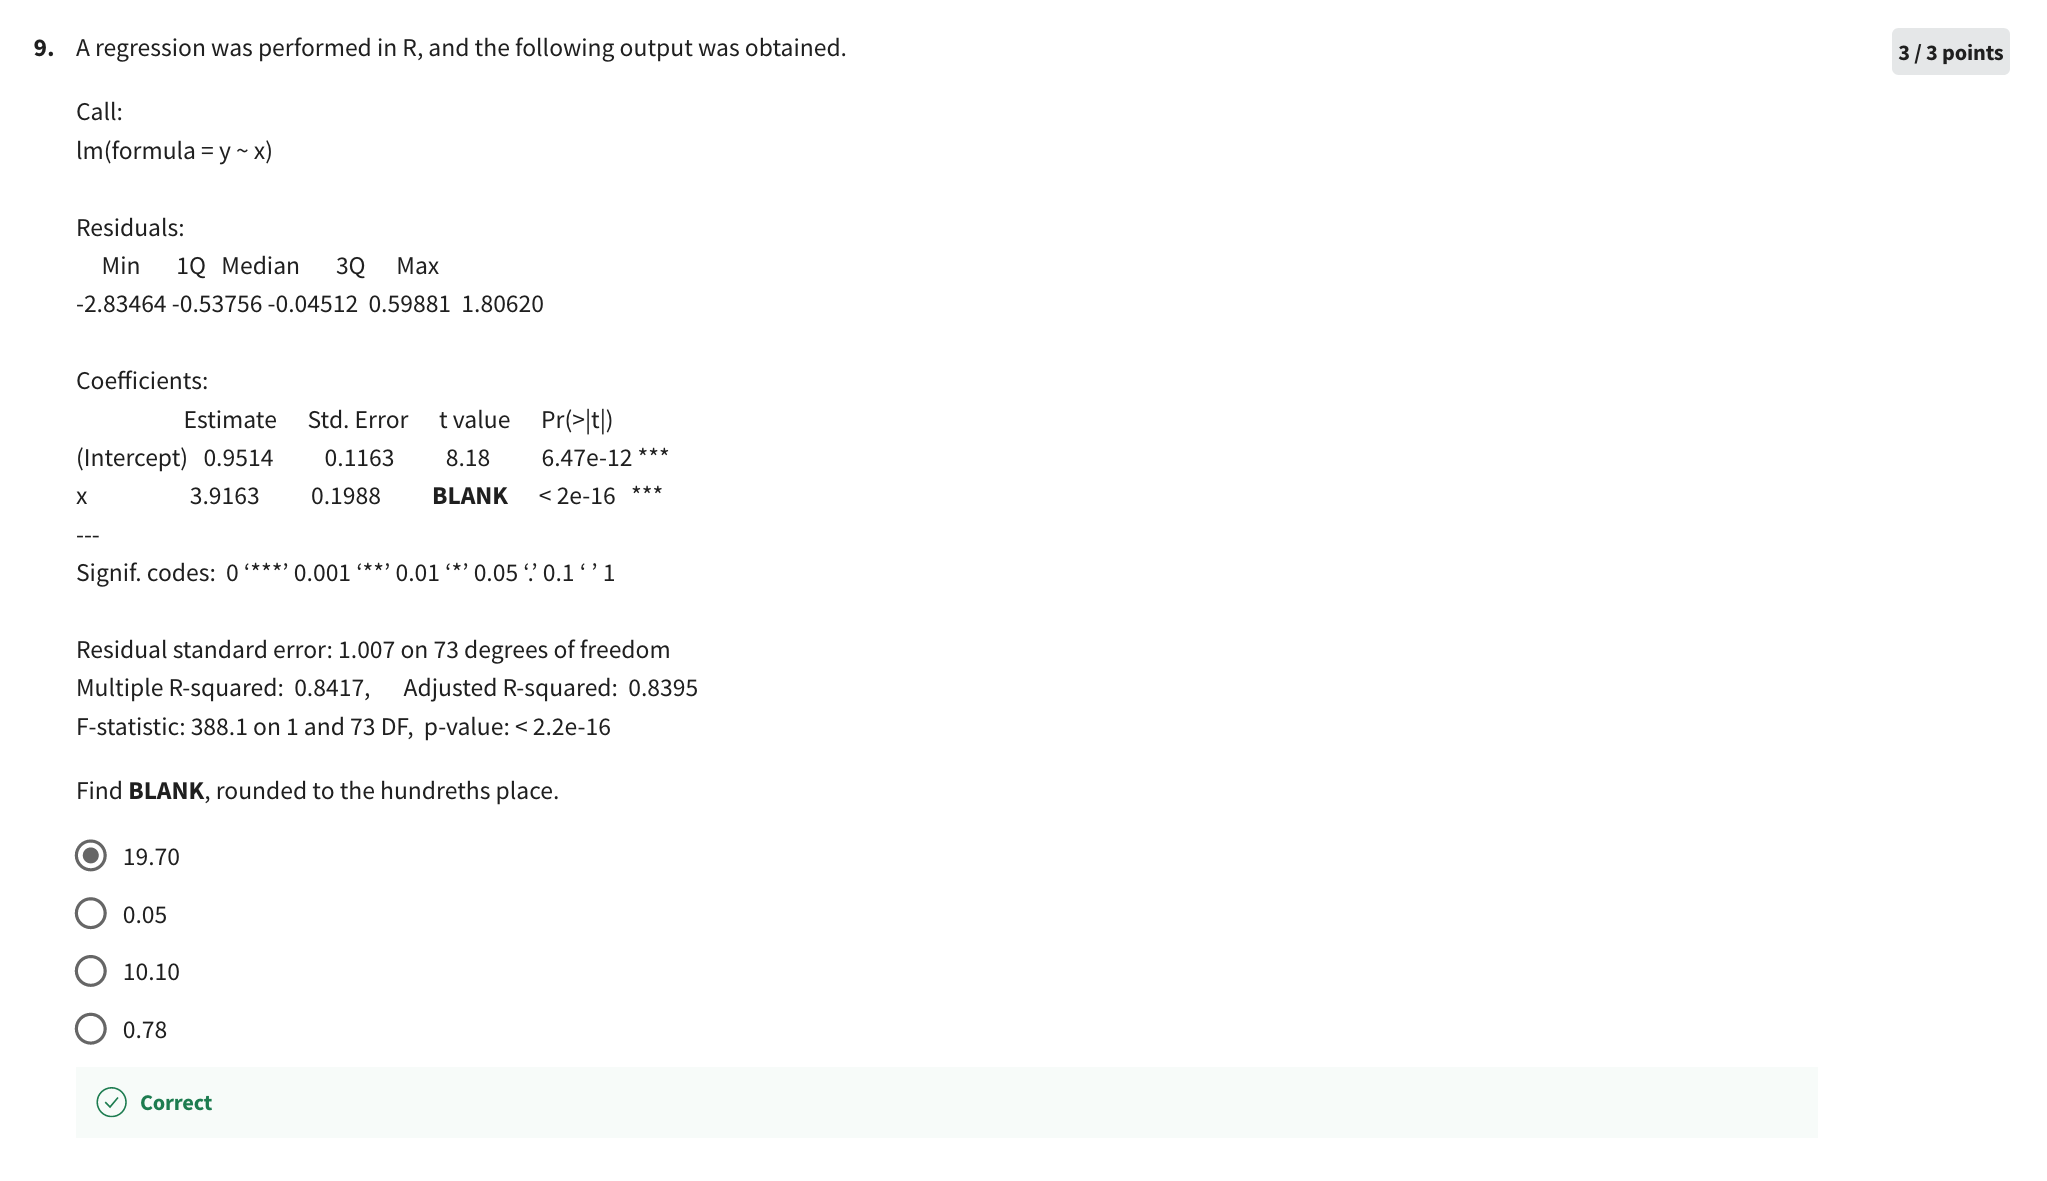 9. A regression was performed in R, and the following output was obtained.
3 / 3 points
Call:
lm(formula = y ~ x)
Residuals:
Min 1Q Median 3Q Max
-2.83464 -0.53756 -0.04512 0.59881 1.80620
Coefficients:
Estimate Std. Error t value Pr(>|t|)
(Intercept) 0.9514 0.1163 8.18 6.47e-12 ***
x 3.9163 0.1988 BLANK < 2e-16 ***
---
Signif. codes: 0 ‘***’ 0.001 ‘**’ 0.01 ‘*’ 0.05 ‘.’ 0.1 ‘ ’ 1
Residual standard error: 1.007 on 73 degrees of freedom
Multiple R-squared: 0.8417, Adjusted R-squared: 0.8395
F-statistic: 388.1 on 1 and 73 DF, p-value: < 2.2e-16
Find BLANK, rounded to the hundreths place.
19.70
0.05
10.10
0.78
Correct